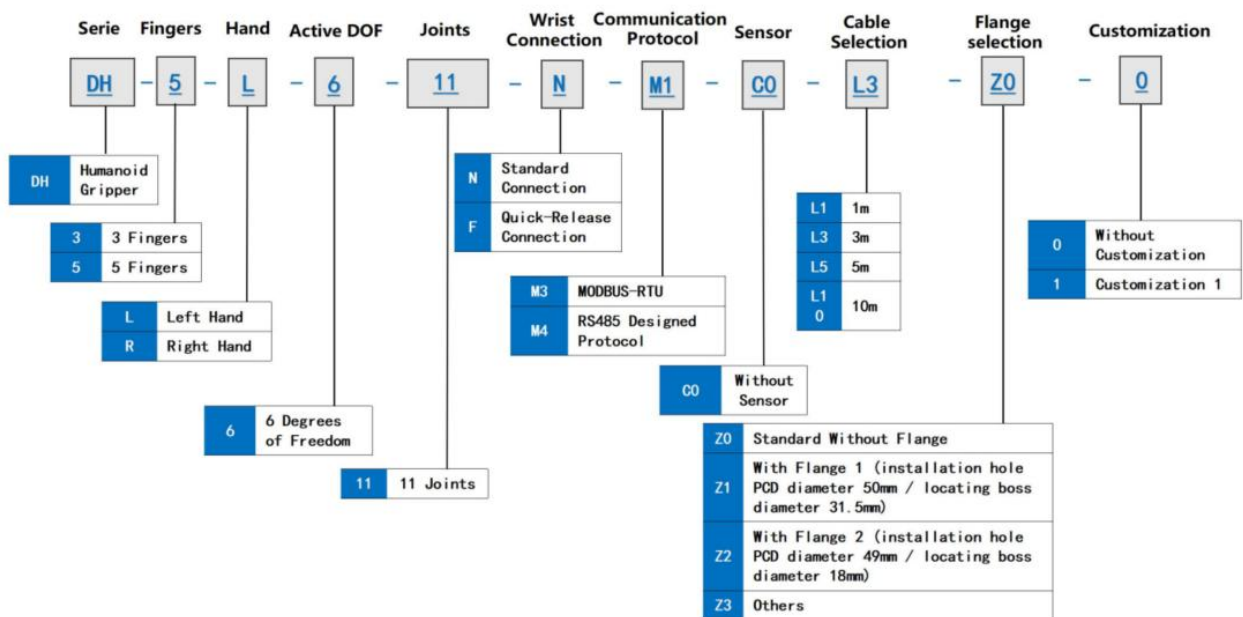 Serie Fingers Hand Active DOF Joints Wrist Connection Communication Protocol Sensor Cable Selection Flange selection Customization
DH - 5 - L - 6 - 11 - N - M1 - C0 - L3 - Z0 - 0
DH Humanoid
Gripper
3 3 Fingers
5 5 Fingers
L Left Hand
R Right Hand
6 6 Degrees
of Freedom
11 11 Joints
N Standard
Connection
F Quick-Release
Connection
M3 MODBUS-RTU
M4 RS485 Designed
Protocol
C0 Without
Sensor
L1 1m
L3 3m
L5 5m
L1
0 10m
Z0 Standard Without Flange
Z1 With Flange 1 (installation hole
PCD diameter 50mm / locating boss
diameter 31.5mm)
Z2 With Flange 2 (installation hole
PCD diameter 49mm / locating boss
diameter 18mm)
Z3 Others
0 Without
Customization
1 Customization 1